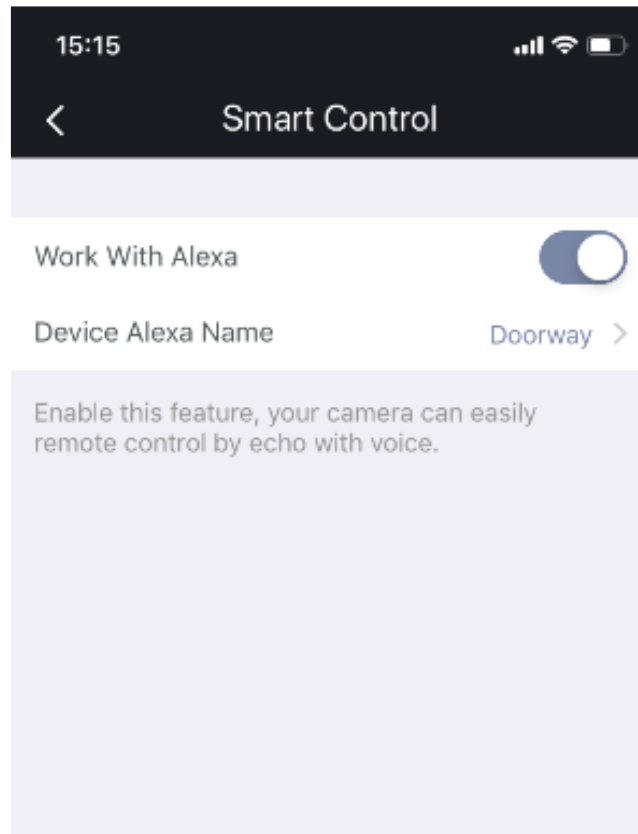 15:15
Smart Control
Work With Alexa
Device Alexa Name Doorway
Enable this feature, your camera can easily
remote control by echo with voice.